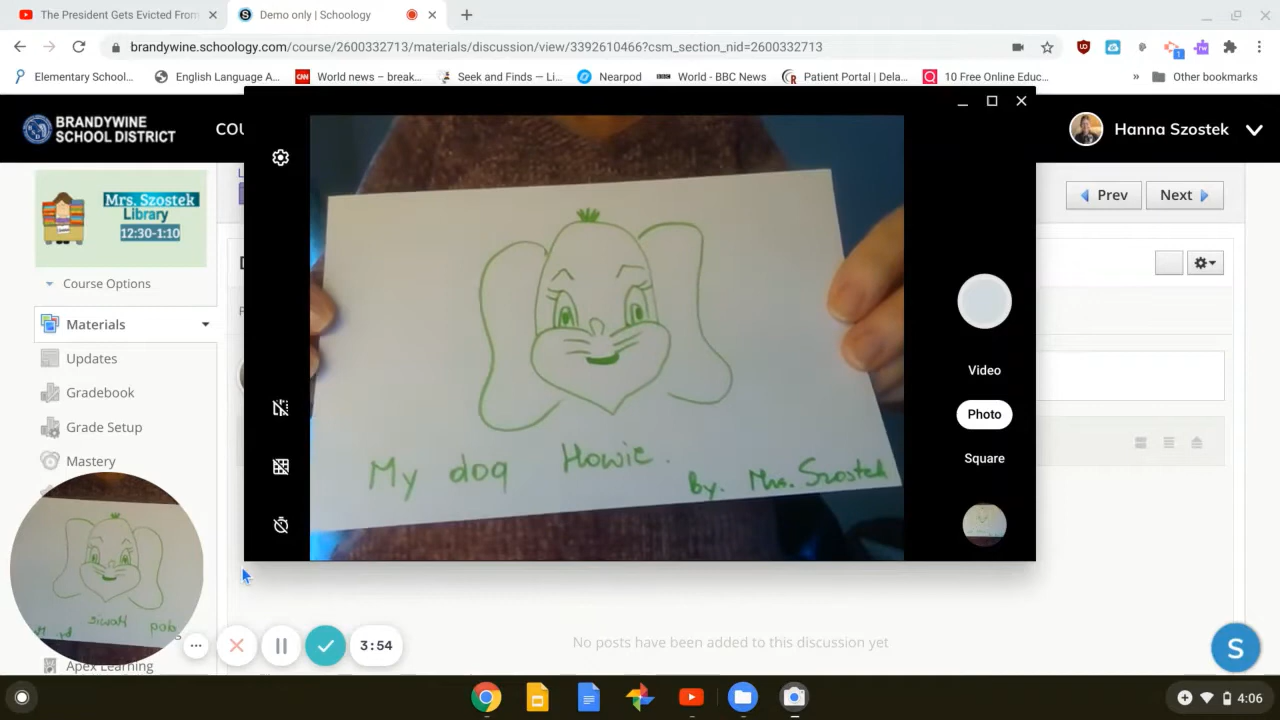 The President Gets Evicted From
Demo only | Schoology
brandywine.schoology.com/course/2600332713/materials/discussion/view/3392610466?csm_section_nid=2600332713
Elementary School...
English Language A...
World news – break...
Seek and Finds — Li...
Nearpod
World - BBC News
Patient Portal | Dela...
10 Free Online Educ...
»
Other bookmarks
BRANDYWINE
SCHOOL DISTRICT
COU
Hanna Szostek
Mrs. Szostek
Library
12:30-1:10
Prev
Next
Course Options
Materials
Updates
Gradebook
Grade Setup
Mastery
Apex Learning
My dog Howie.
By. Mrs. Szostek
Video
Photo
Square
No posts have been added to this discussion yet
3:54
S
4:06